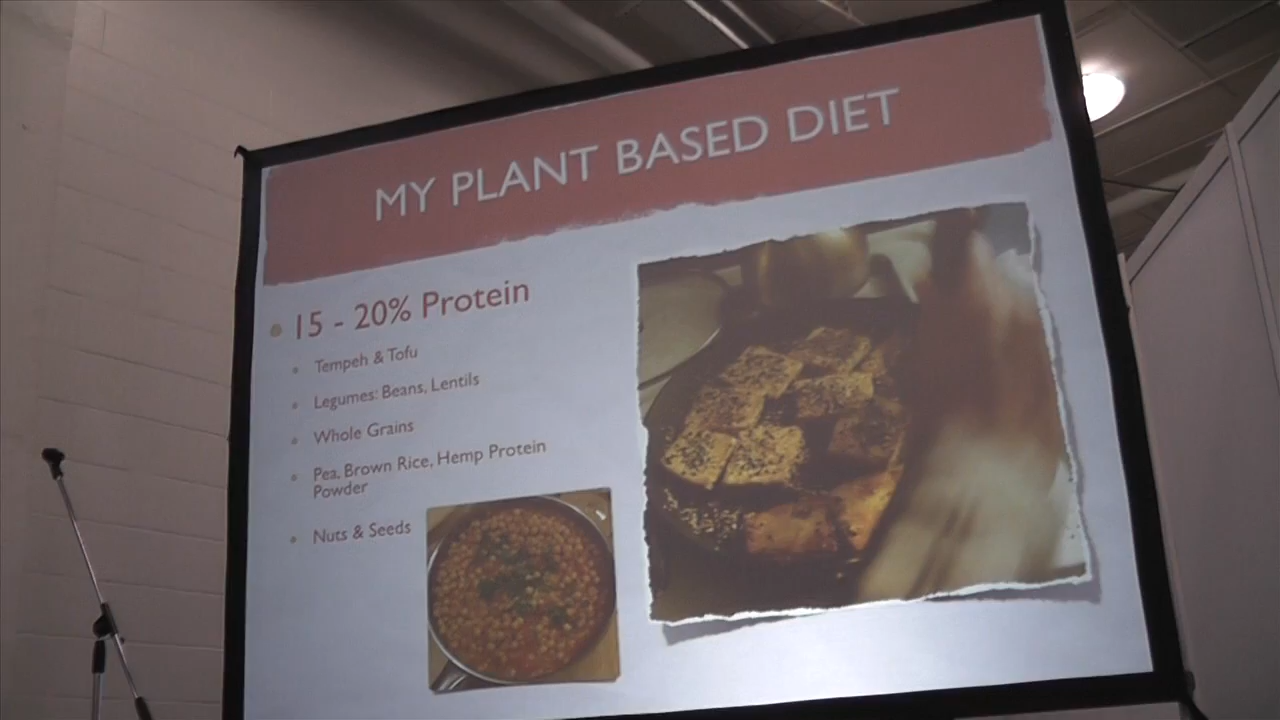 MY PLANT BASED DIET
15 - 20% Protein
Tempeh & Tofu
Legumes: Beans, Lentils
Whole Grains
Pea, Brown Rice, Hemp Protein
Powder
Nuts & Seeds